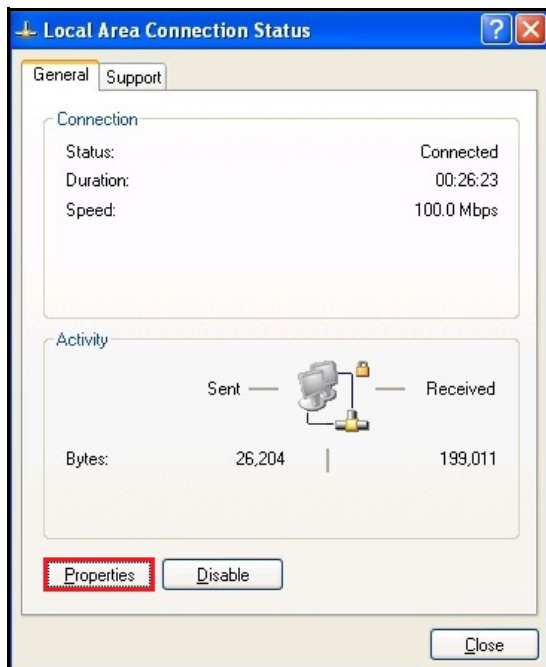 Local Area Connection Status
General Support
Connection
Status: Connected
Duration: 00:26:23
Speed: 100.0 Mbps
Activity
Sent Received
Bytes: 26,204 199,011
Properties Disable
Close